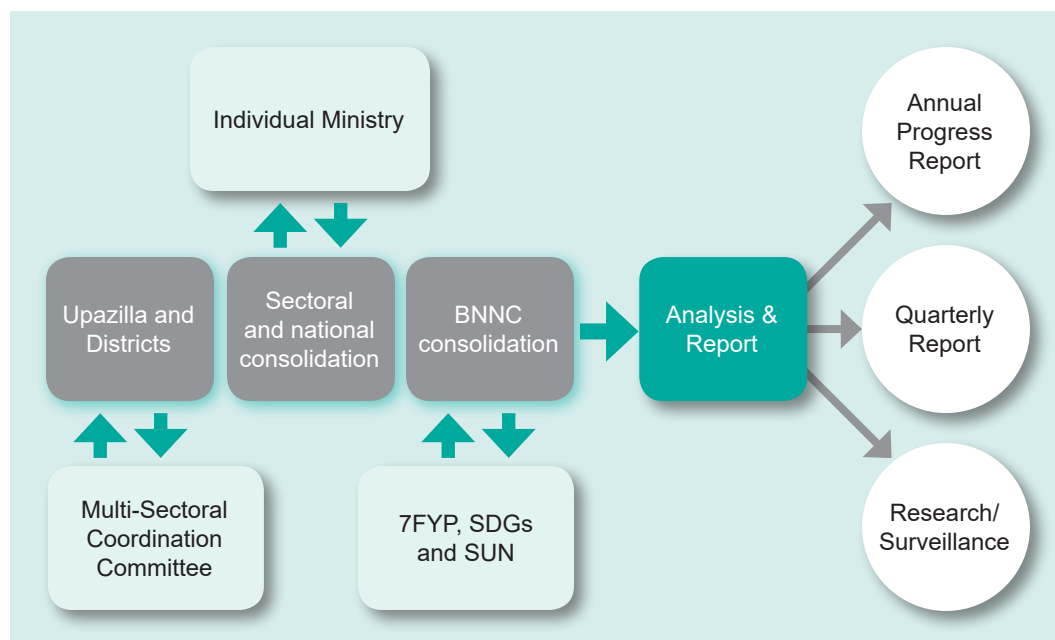 Individual Ministry
Upazilla and
Districts
Sectoral
and national
consolidation
BNNC
consolidation
Analysis &
Report
Multi-Sectoral
Coordination
Committee
7FYP, SDGs
and SUN
Annual
Progress
Report
Quarterly
Report
Research/
Surveillance